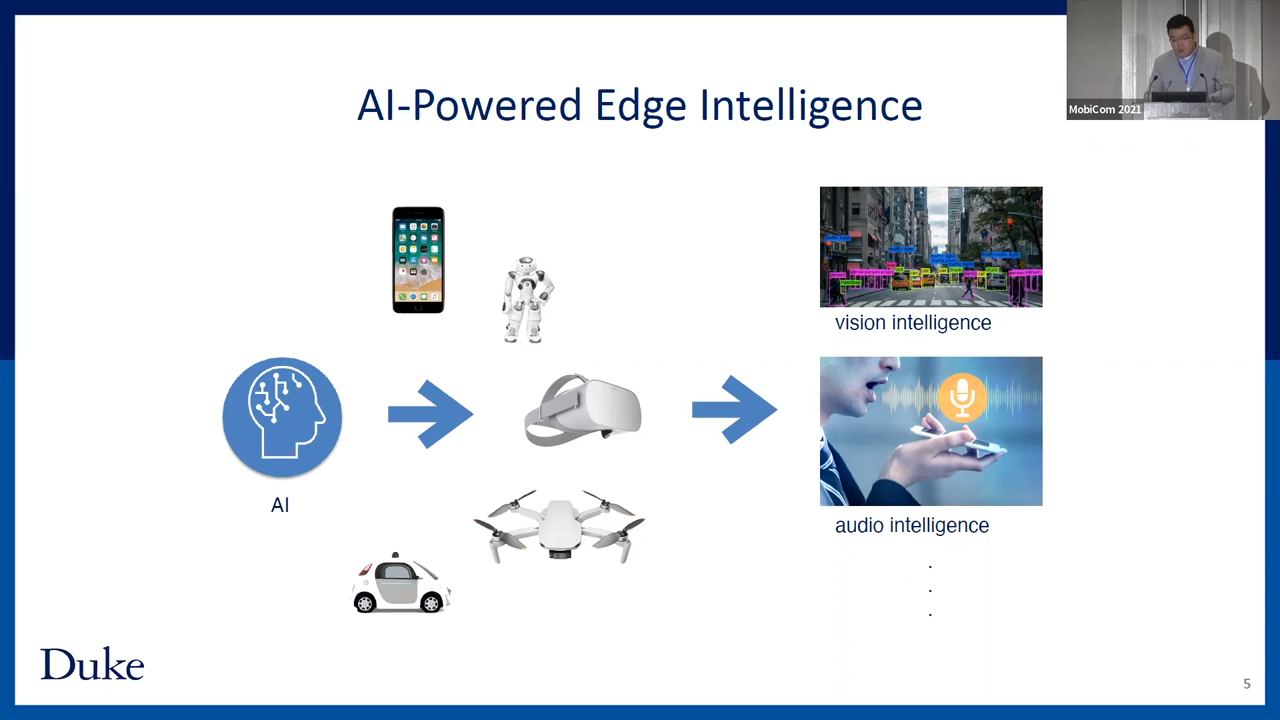 AI-Powered Edge Intelligence
MobiCom 2021
vision intelligence
AI
audio intelligence
.
.
.
Duke
5